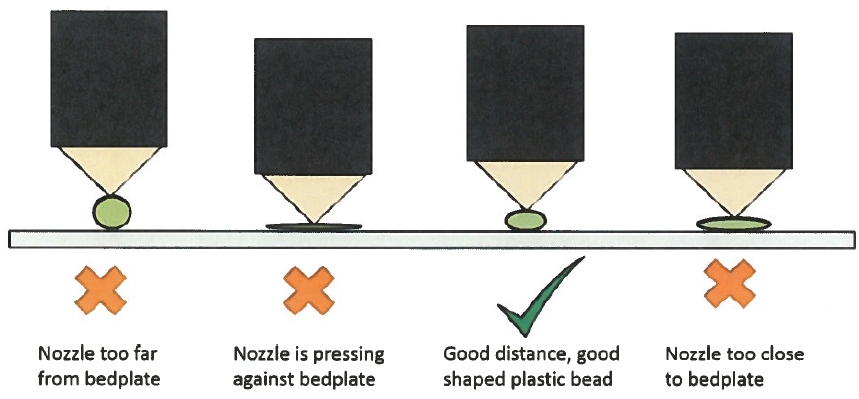 Nozzle too far
from bedplate
Nozzle is pressing
against bedplate
Good distance, good
shaped plastic bead
Nozzle too close
to bedplate